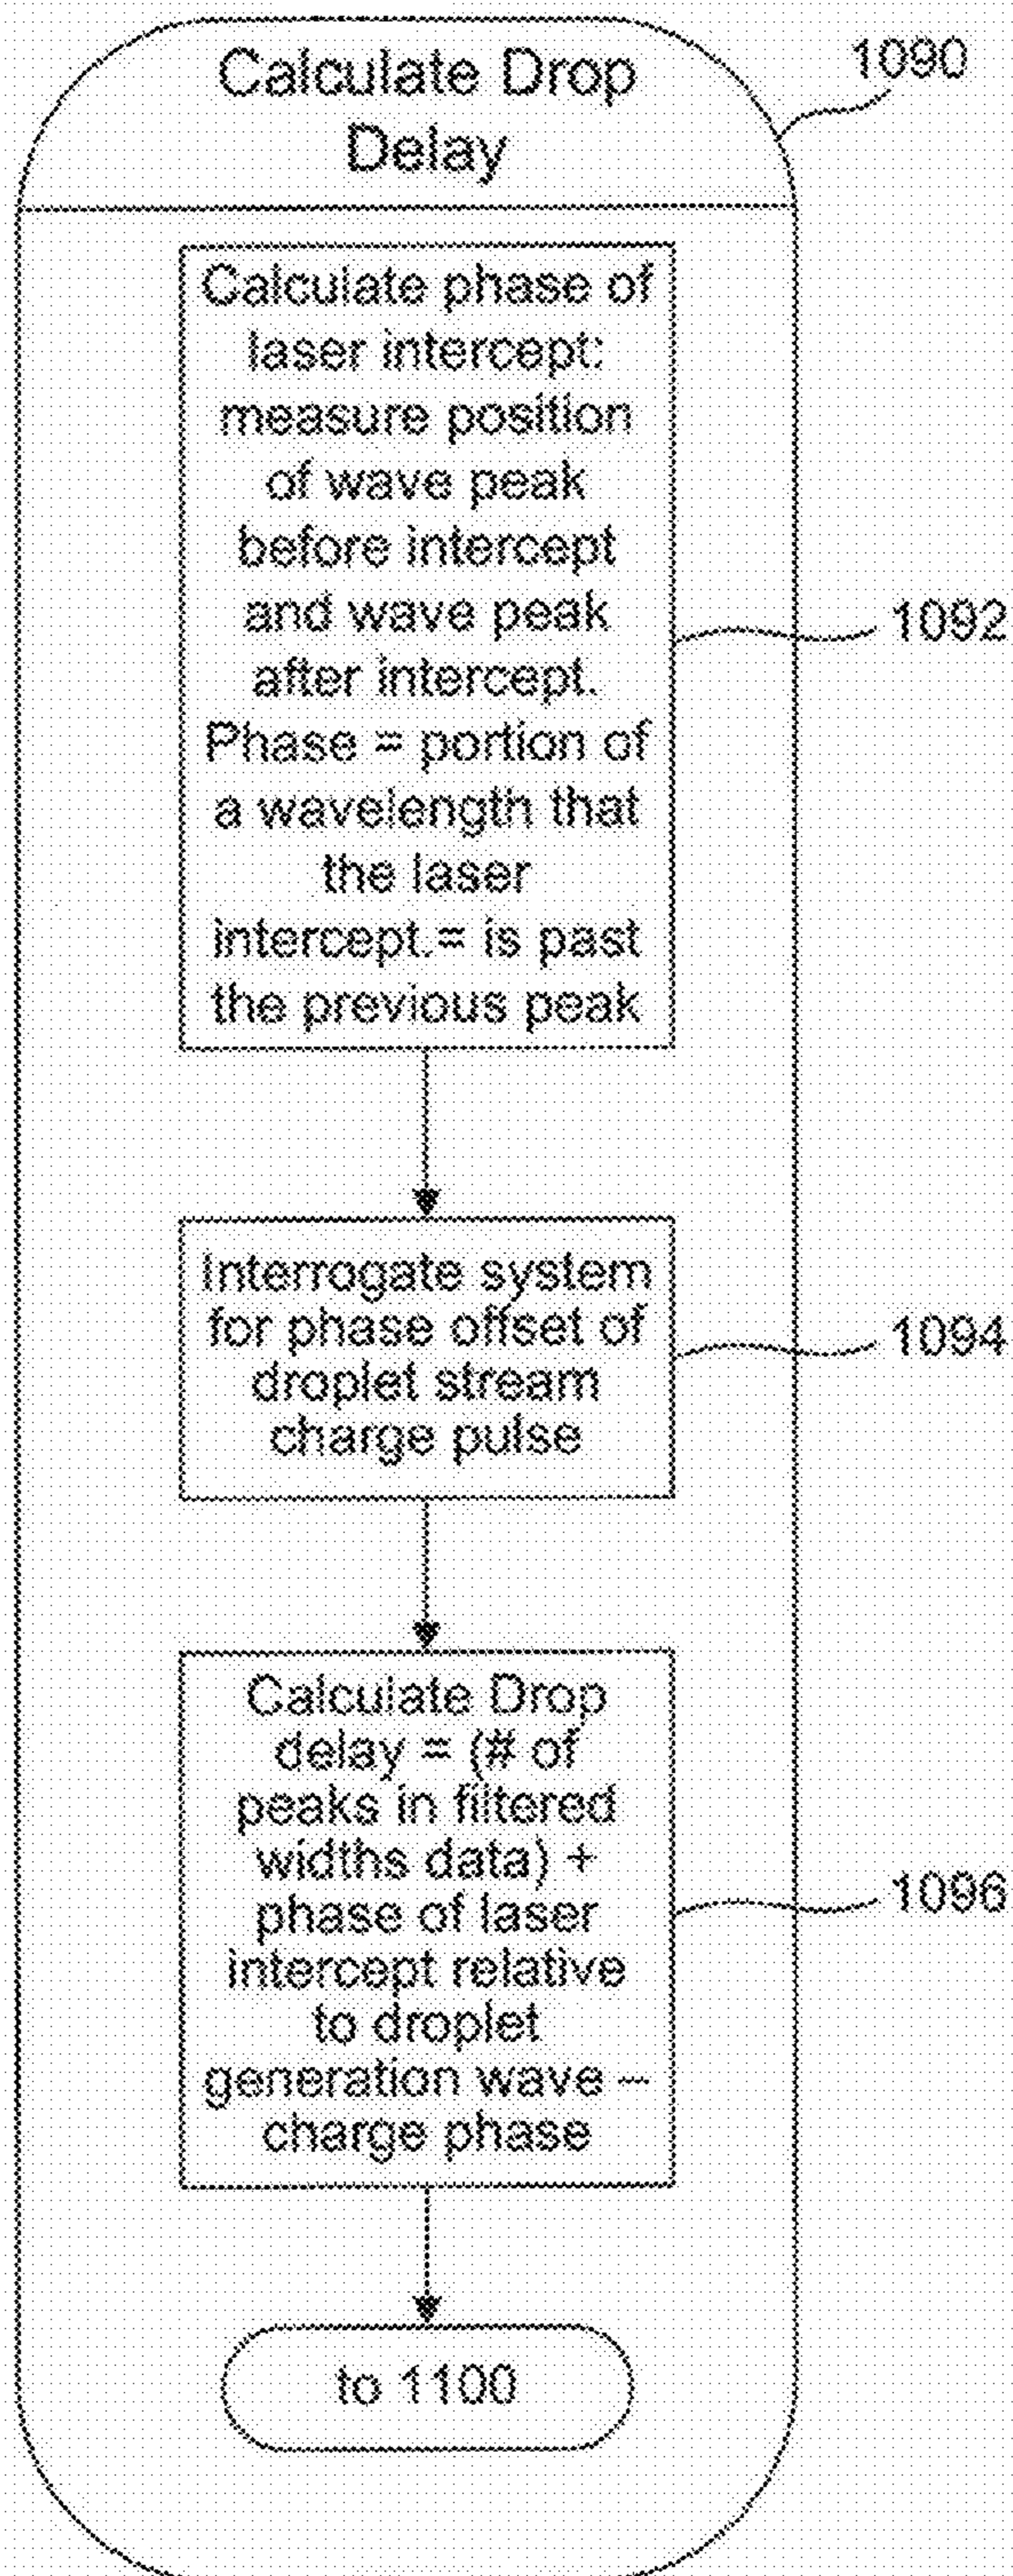 Calculate Drop
Delay
1090
Calculate phase of
laser intercept:
measure position
of wave peak
before intercept
and wave peak
after intercept.
Phase = portion of
a wavelength that
the laser
intercept.= is past
the previous peak
1092
Interrogate system
for phase offset of
droplet stream
charge pulse
1094
Calculate Drop
delay = (# of
peaks in filtered
widths data) +
phase of laser
intercept relative
to droplet
generation wave –
charge phase
1096
to 1100